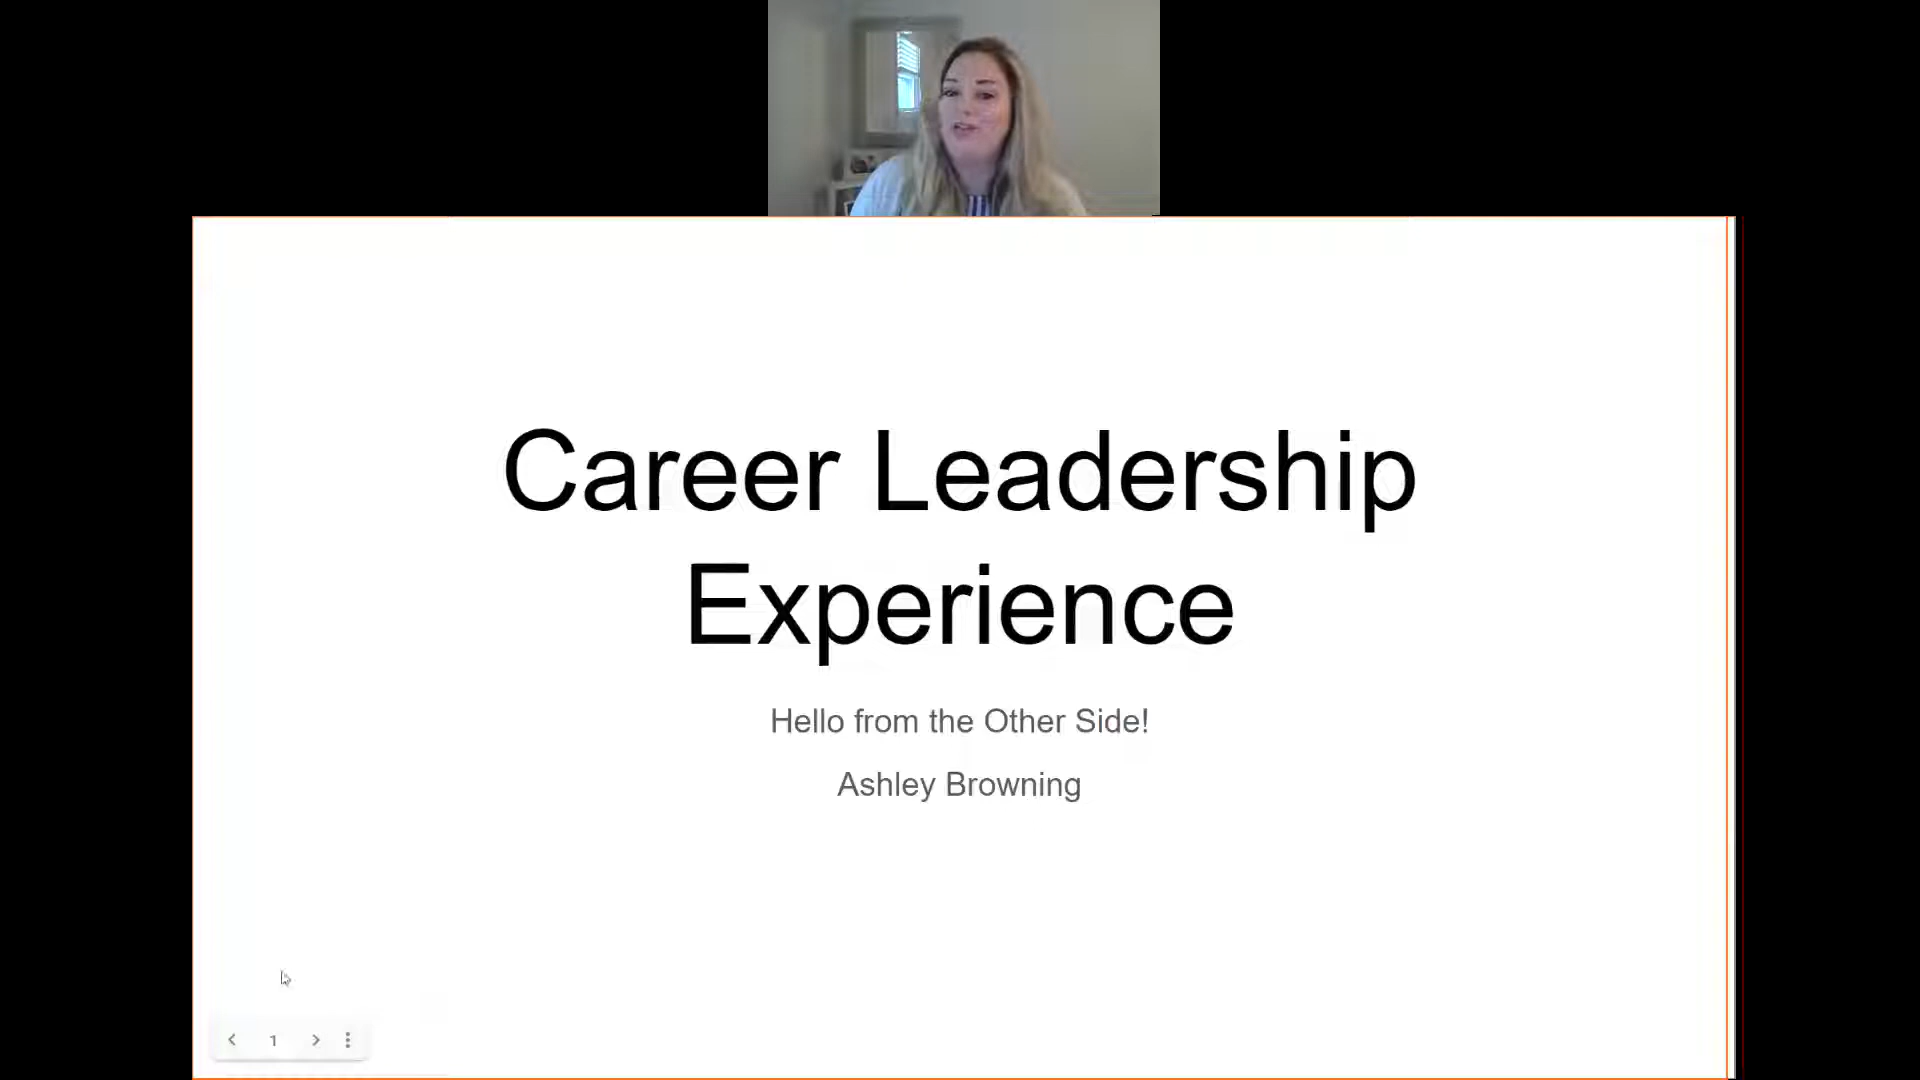 Career Leadership
Experience
Hello from the Other Side!
Ashley Browning
1